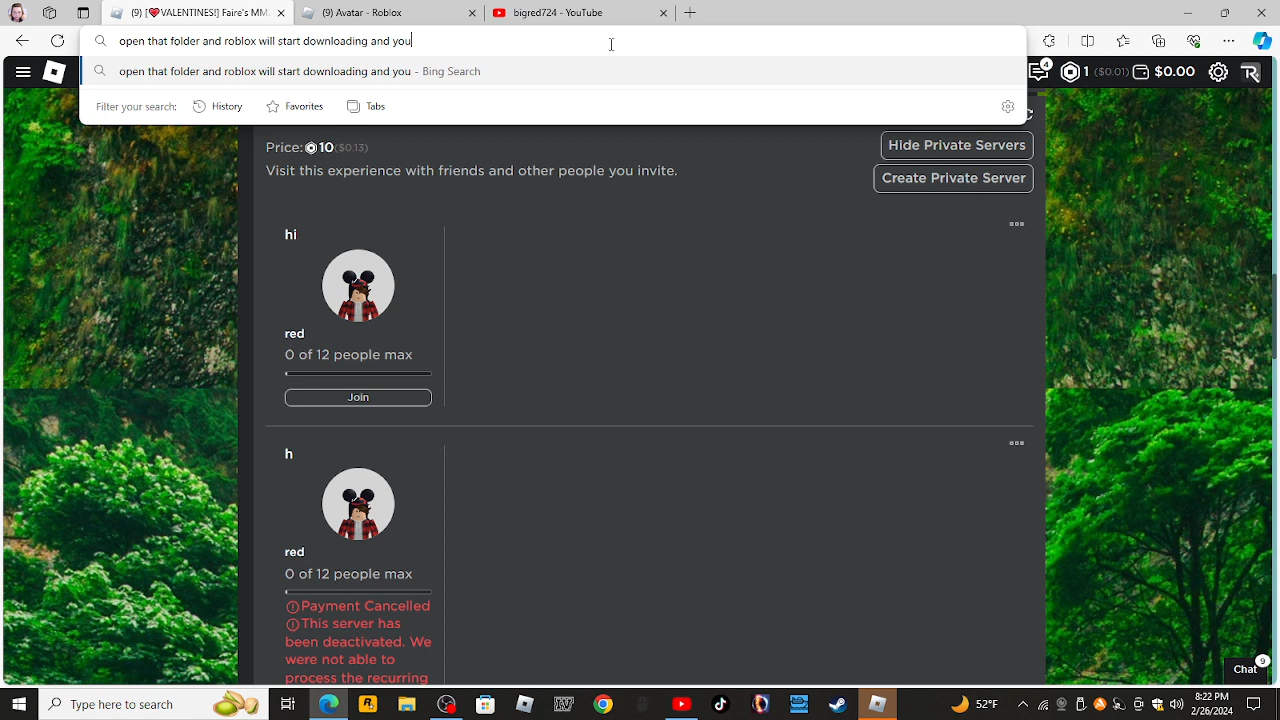 (9) [❤VALENTINES!] Faire's MM
(9) Avatar - Roblox
bigred724 - YouTube
open that folder and roblox will start downloading and you
open that folder and roblox will start downloading and you - Bing Search
Filter your search: History Favorites Tabs
4
1 ($0.01) $0.00
Price: 10 ($0.13)
Hide Private Servers
Visit this experience with friends and other people you invite.
Create Private Server
hi
red
0 of 12 people max
Join
h
red
0 of 12 people max
Payment Cancelled
This server has
been deactivated. We
were not able to
process the recurring
Chat 9
Type here to search
52°F
8:22 PM
2/26/2024